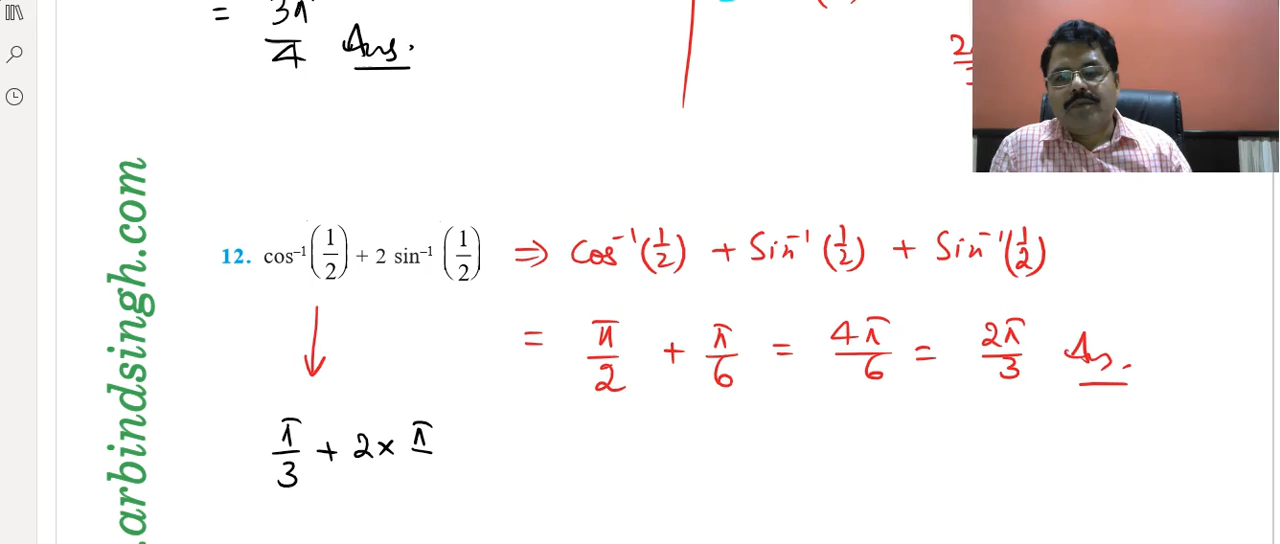 = 3π/4 Ans.
12. cos⁻¹(1/2) + 2 sin⁻¹(1/2) ⇒ Cos⁻¹(1/2) + Sin⁻¹(1/2) + Sin⁻¹(1/2)
= π/2 + π/6 = 4π/6 = 2π/3 Ans.
π/3 + 2× π
.arbindsingh.com